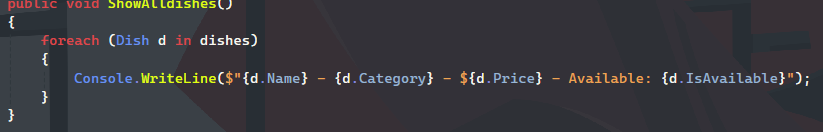 public void ShowAlldishes()
{
foreach (Dish d in dishes)
{
Console.WriteLine($"{d.Name} - {d.Category} - ${d.Price} - Available: {d.IsAvailable}");
}
}